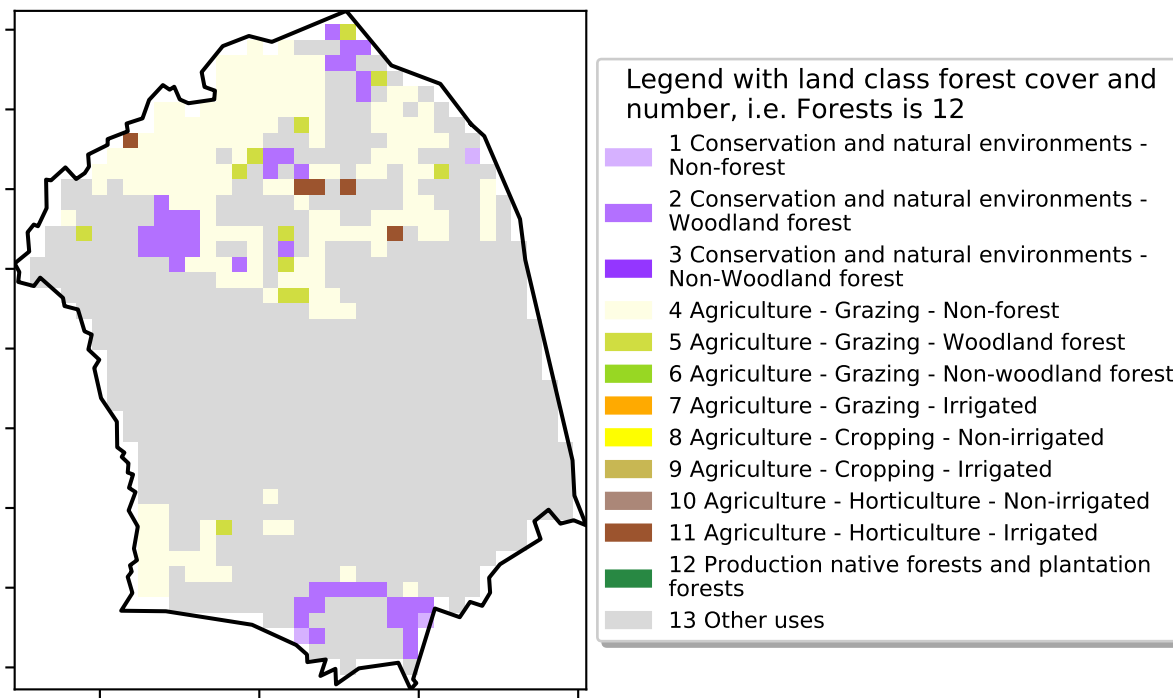 Legend with land class forest cover and
number, i.e. Forests is 12
1 Conservation and natural environments -
Non-forest
2 Conservation and natural environments -
Woodland forest
3 Conservation and natural environments -
Non-Woodland forest
4 Agriculture - Grazing - Non-forest
5 Agriculture - Grazing - Woodland forest
6 Agriculture - Grazing - Non-woodland forest
7 Agriculture - Grazing - Irrigated
8 Agriculture - Cropping - Non-irrigated
9 Agriculture - Cropping - Irrigated
10 Agriculture - Horticulture - Non-irrigated
11 Agriculture - Horticulture - Irrigated
12 Production native forests and plantation
forests
13 Other uses